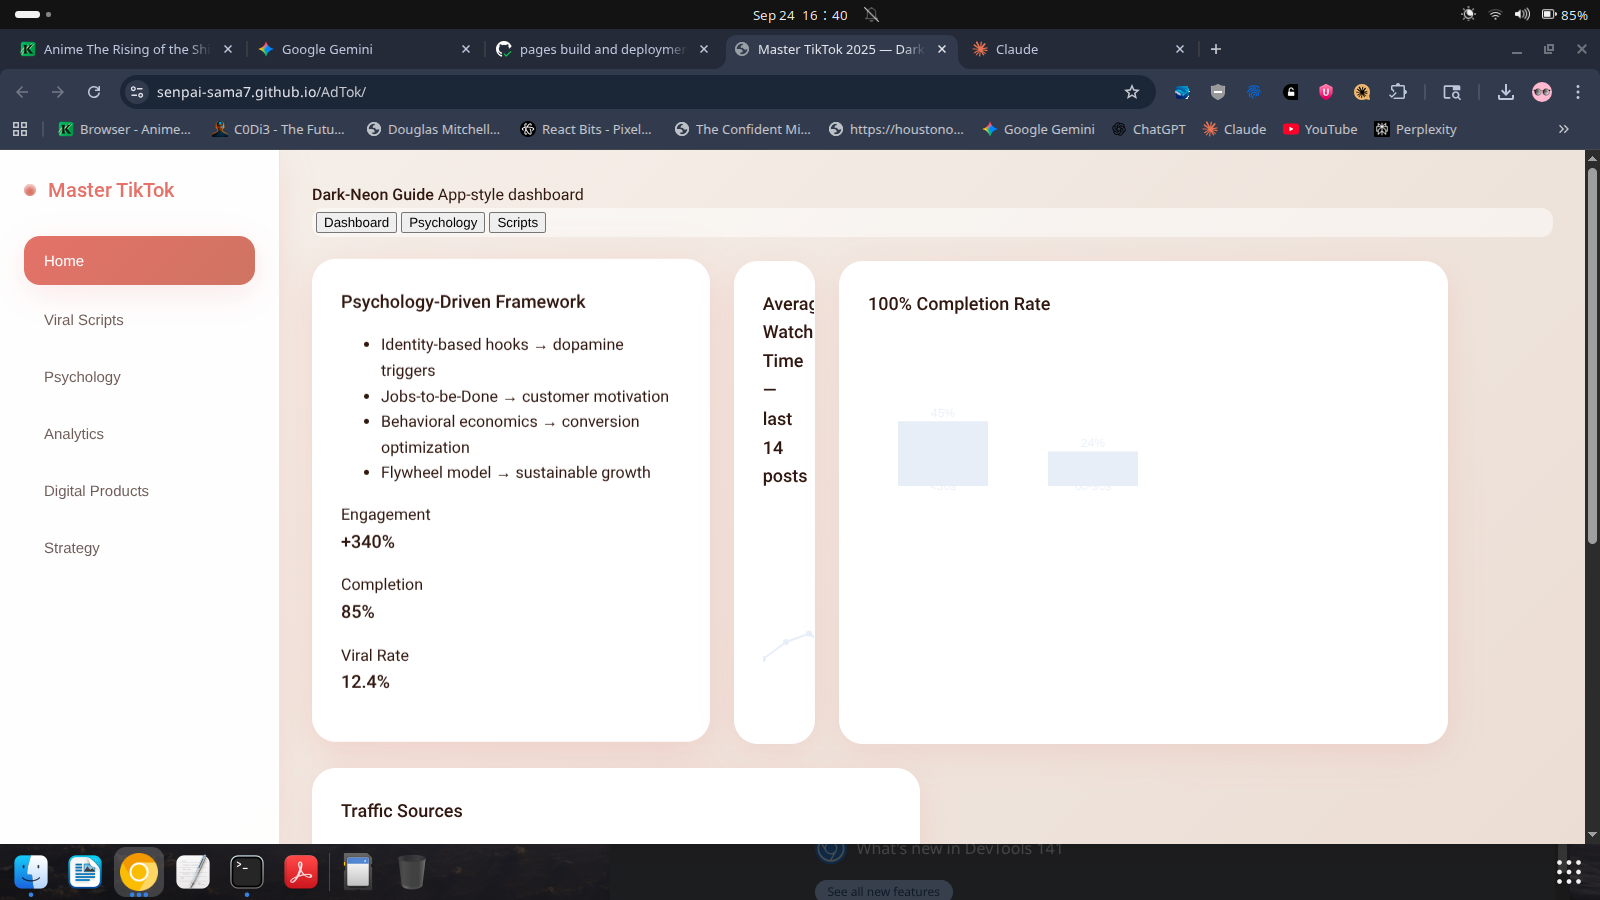 Sep 24 16 : 40
85%
Anime The Rising of the Shi
Google Gemini
pages build and deploymen
Master TikTok 2025 — Dark
Claude
senpai-sama7.github.io/AdTok/
Browser - Anime...
C0Di3 - The Futu...
Douglas Mitchell...
React Bits - Pixel...
The Confident Mi...
https://houstono...
Google Gemini
ChatGPT
Claude
YouTube
Perplexity
Master TikTok
Home
Viral Scripts
Psychology
Analytics
Digital Products
Strategy
Dark-Neon Guide App-style dashboard
Dashboard
Psychology
Scripts
Psychology-Driven Framework
• Identity-based hooks → dopamine
triggers
• Jobs-to-be-Done → customer motivation
• Behavioral economics → conversion
optimization
• Flywheel model → sustainable growth
Engagement
+340%
Completion
85%
Viral Rate
12.4%
Averag
Watch
Time
—
last
14
posts
100% Completion Rate
45%
24%
Traffic Sources
What's new in DevTools 141
See all new features